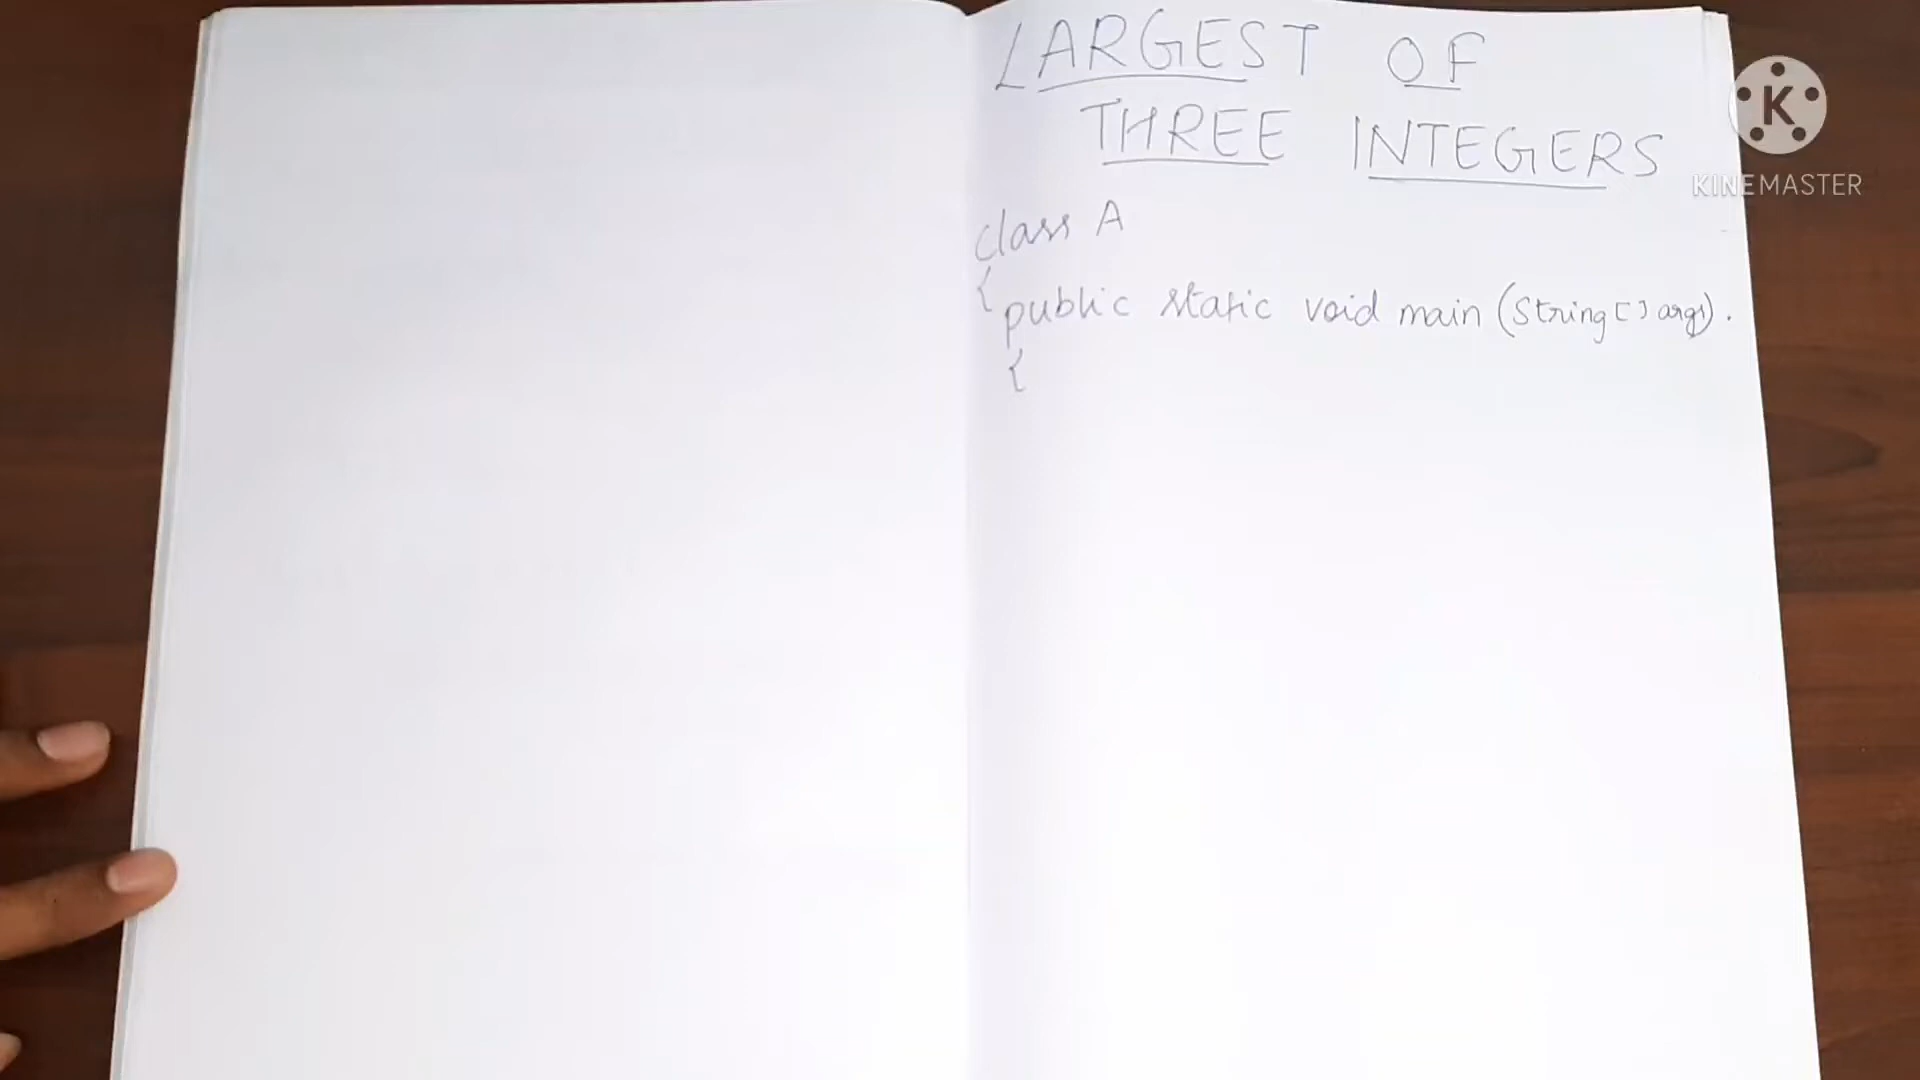 LARGEST OF
THREE INTEGERS
K
KINEMASTER
class A
{
public static void main (String [] args).
{